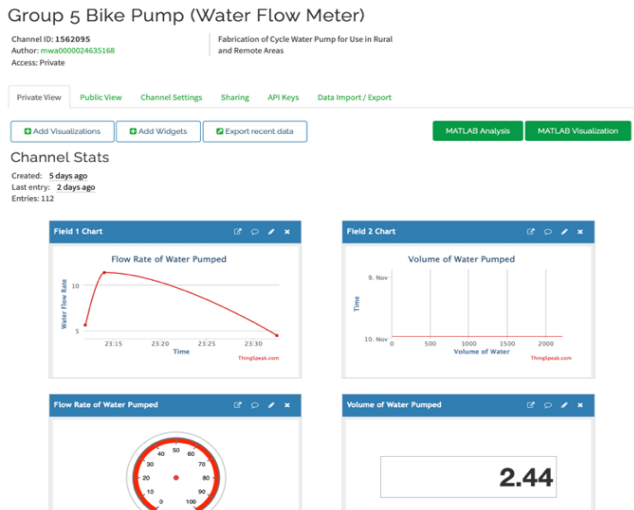 Group 5 Bike Pump (Water Flow Meter)
Channel ID: 1562095
Author: mwa0000024635168
Access: Private
Fabrication of Cycle Water Pump for Use in Rural
and Remote Areas
Private View
Public View
Channel Settings
Sharing
API Keys
Data Import / Export
Add Visualizations
Add Widgets
Export recent data
MATLAB Analysis
MATLAB Visualization
Channel Stats
Created: 5 days ago
Last entry: 2 days ago
Entries: 112
Field 1 Chart
Flow Rate of Water Pumped
Water Flow Rate
10
5
23:15 23:20 23:25 23:30
Time
ThingSpeak.com
Field 2 Chart
Volume of Water Pumped
Time
9. Nov
10. Nov
0 500 1000 1500 2000
Volume of Water
ThingSpeak.com
Flow Rate of Water Pumped
0 10 20 30 40 50 60 70 80 90 100
Volume of Water Pumped
2.44